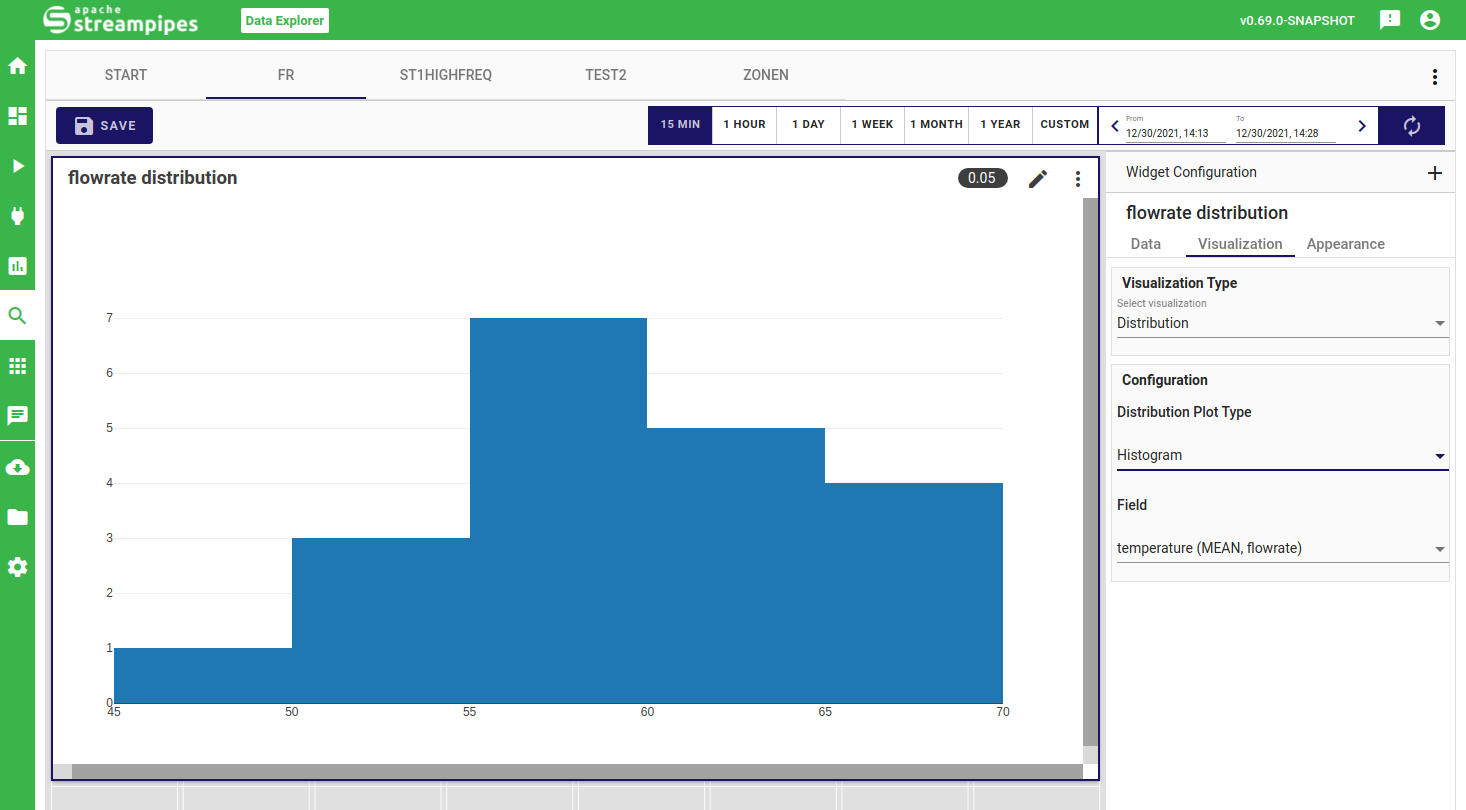 apache
streampipes
Data Explorer
v0.69.0-SNAPSHOT
START FR ST1HIGHFREQ TEST2 ZONEN
SAVE
15 MIN 1 HOUR 1 DAY 1 WEEK 1 MONTH 1 YEAR CUSTOM
From To
12/30/2021, 14:13 12/30/2021, 14:28
flowrate distribution
0.05
7
6
5
4
3
2
1
0
45 50 55 60 65 70
Widget Configuration
flowrate distribution
Data Visualization Appearance
Visualization Type
Select visualization
Distribution
Configuration
Distribution Plot Type
Histogram
Field
temperature (MEAN, flowrate)